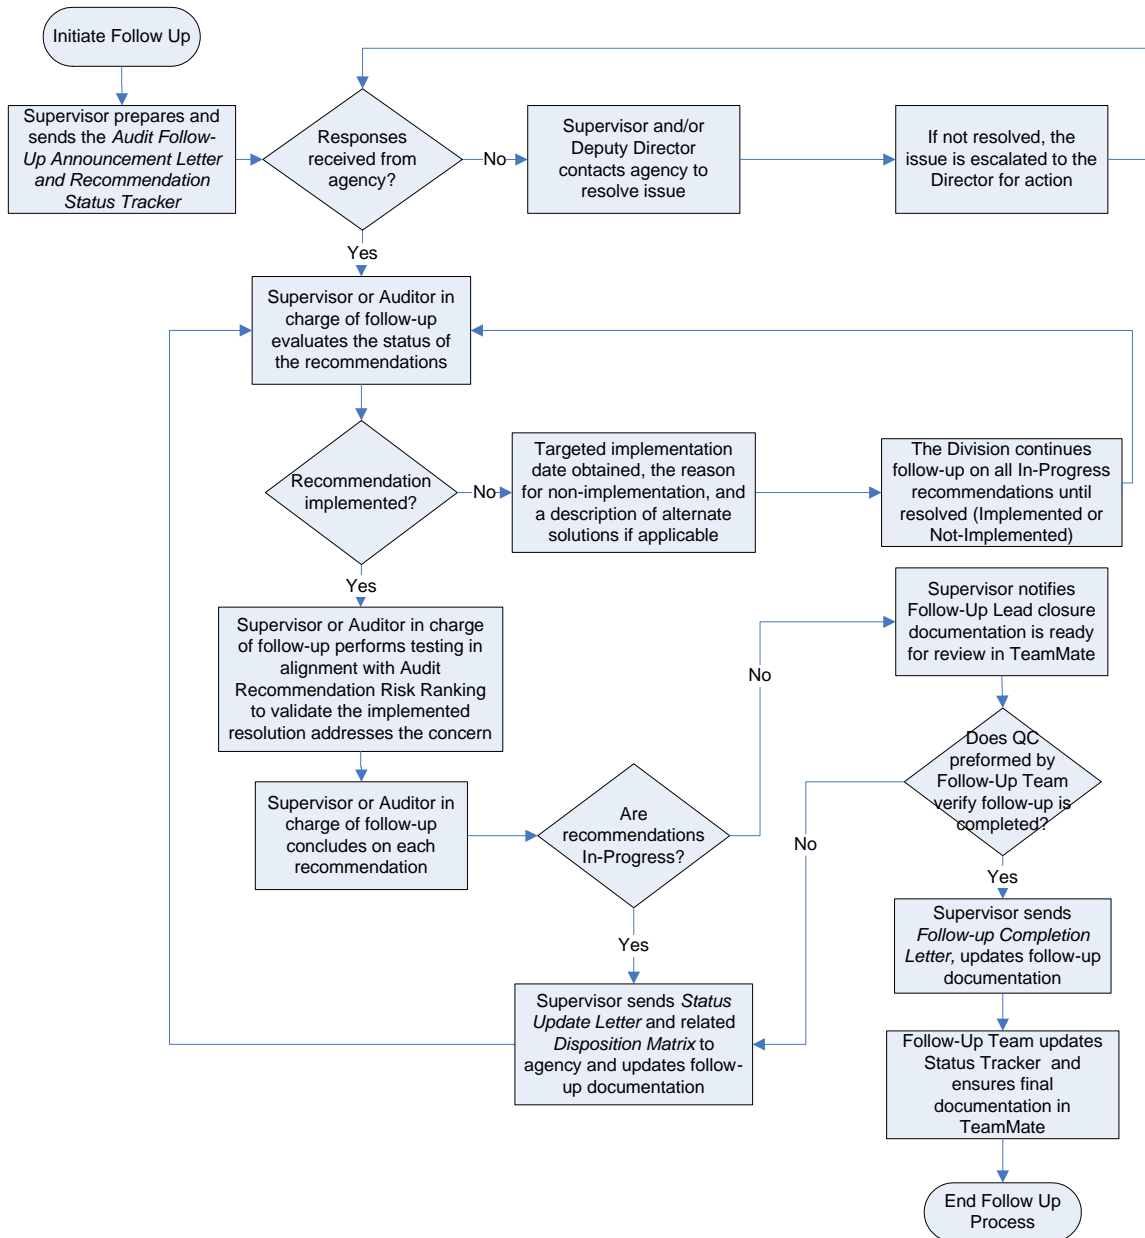 Initiate Follow Up
Supervisor prepares and
sends the Audit Follow-
Up Announcement Letter
and Recommendation
Status Tracker
Responses
received from
agency?
No
Supervisor and/or
Deputy Director
contacts agency to
resolve issue
If not resolved, the
issue is escalated to the
Director for action
Yes
Supervisor or Auditor in
charge of follow-up
evaluates the status of
the recommendations
Recommendation
implemented?
No
Targeted implementation
date obtained, the reason
for non-implementation, and
a description of alternate
solutions if applicable
The Division continues
follow-up on all In-Progress
recommendations until
resolved (Implemented or
Not-Implemented)
Yes
Supervisor or Auditor in charge
of follow-up performs testing in
alignment with Audit
Recommendation Risk Ranking
to validate the implemented
resolution addresses the concern
Supervisor or Auditor in
charge of follow-up
concludes on each
recommendation
Are
recommendations
In-Progress?
No
Supervisor notifies
Follow-Up Lead closure
documentation is ready
for review in TeamMate
Does QC
preformed by
Follow-Up Team
verify follow-up is
completed?
No
Yes
Yes
Supervisor sends Status
Update Letter and related
Disposition Matrix to
agency and updates follow-
up documentation
Supervisor sends
Follow-up Completion
Letter, updates follow-up
documentation
Follow-Up Team updates
Status Tracker and
ensures final
documentation in
TeamMate
End Follow Up
Process